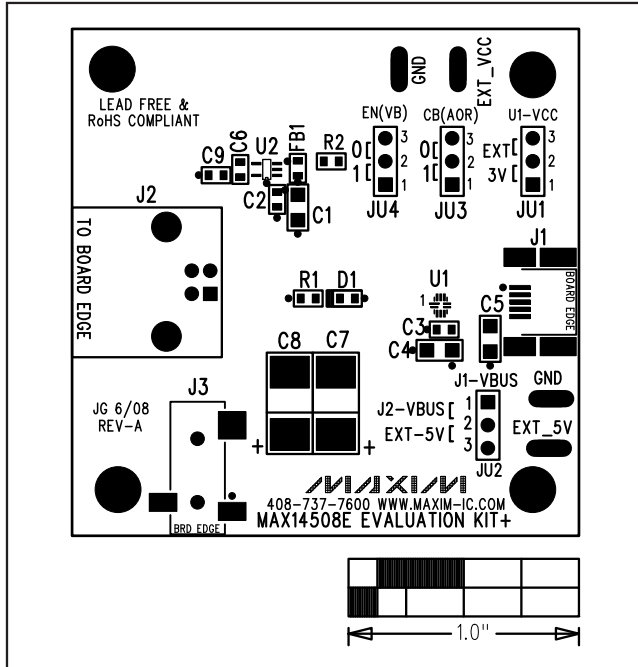 LEAD FREE &
RoHS COMPLIANT
GND
EXT_VCC
EN(VB)
CB(AOR)
U1-VCC
C9
C6
U2
FB1
R2
0[
1[
3
2
1
JU4
0[
1[
3
2
1
JU3
EXT[
3V[
3
2
1
JU1
C2
C1
J2
TO BOARD EDGE
J1
BOARD EDGE
R1
D1
U1
1
C3
C4
C5
C8
C7
J3
JG 6/08
REV-A
+
+
J1-VBUS
J2-VBUS[
EXT-5V[
1
2
3
JU2
GND
EXT_5V
BRD EDGE
MAXIM
408-737-7600 WWW.MAXIM-IC.COM
MAX14508E EVALUATION KIT+
1.0"